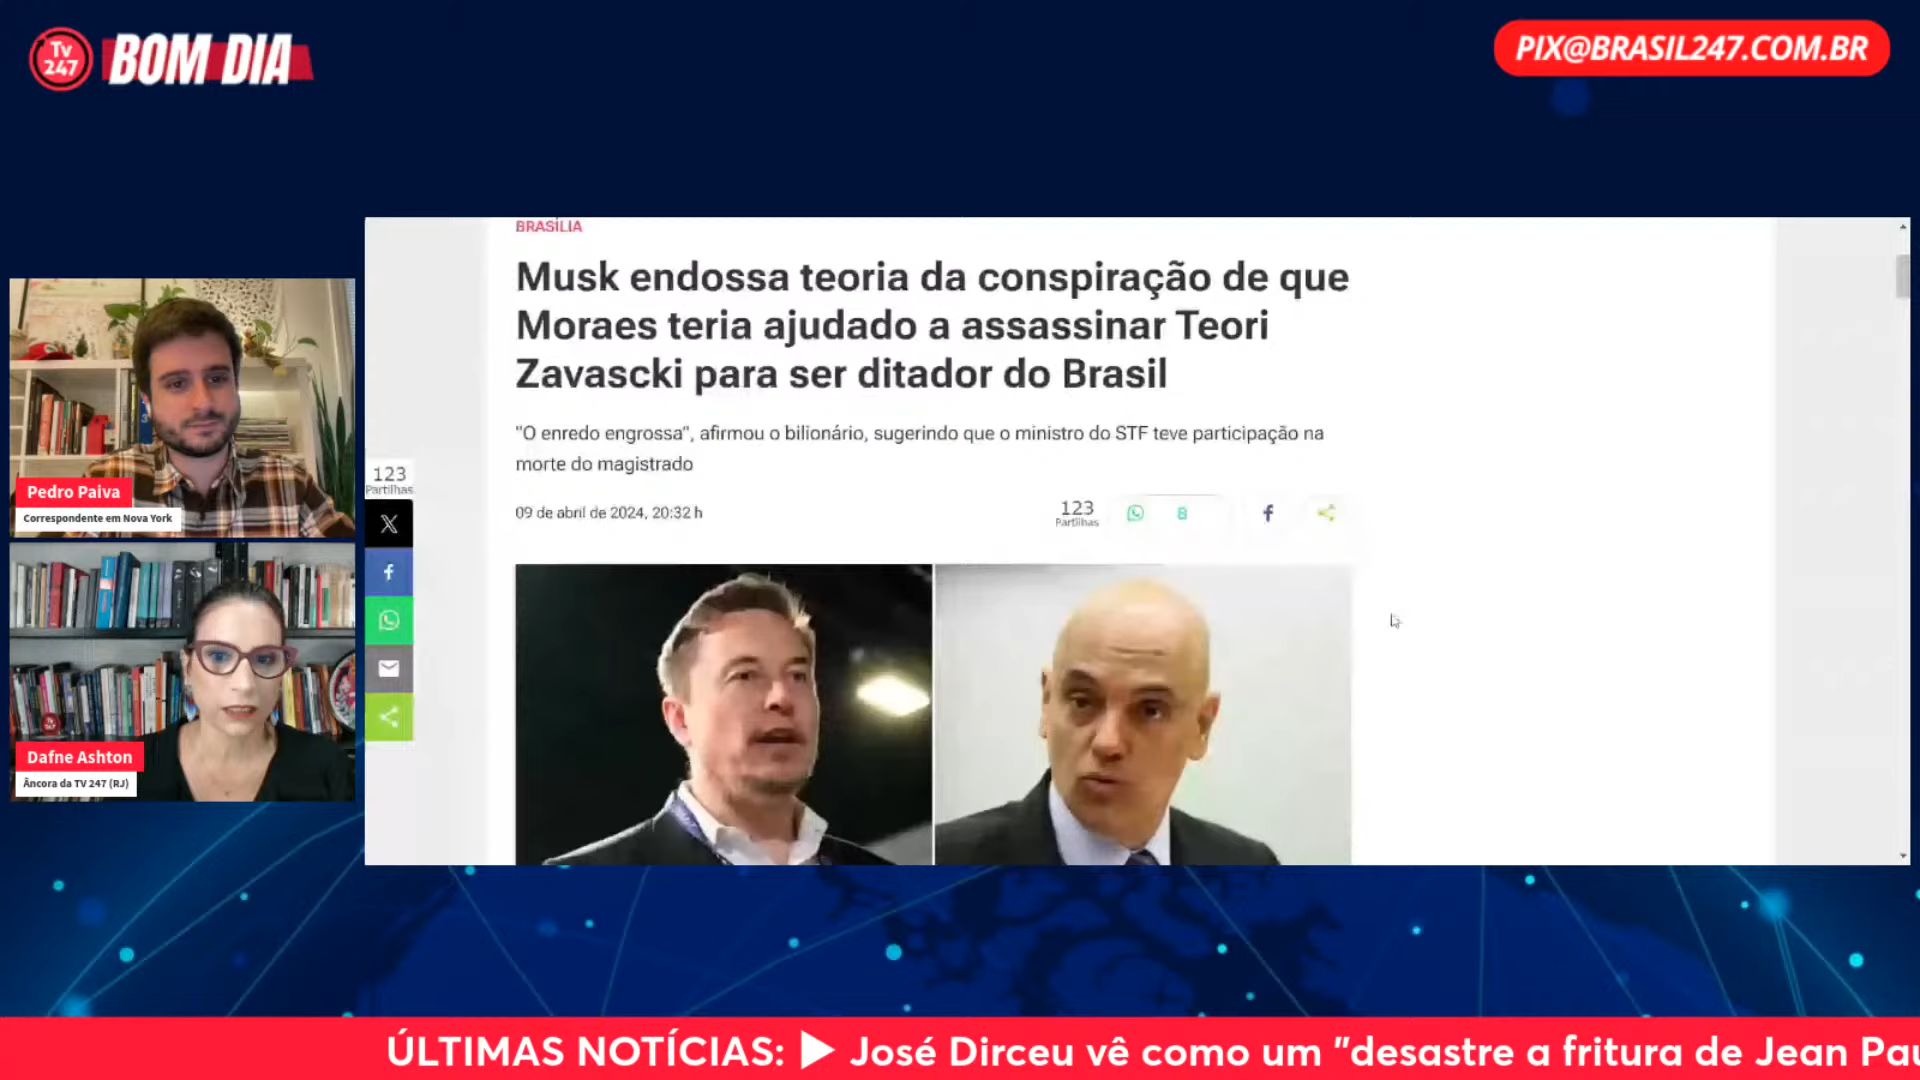 Tv 247
BOM DIA
PIX@BRASIL247.COM.BR
BRASÍLIA
Musk endossa teoria da conspiração de que
Moraes teria ajudado a assassinar Teori
Zavascki para ser ditador do Brasil
"O enredo engrossa", afirmou o bilionário, sugerindo que o ministro do STF teve participação na
morte do magistrado
09 de abril de 2024, 20:32 h
123
Partilhas
8
123
Partilhas
Pedro Paiva
Correspondente em Nova York
Tv 247
Dafne Ashton
Âncora da TV 247 (RJ)
ÚLTIMAS NOTÍCIAS: ▶ José Dirceu vê como um "desastre a fritura de Jean Pau